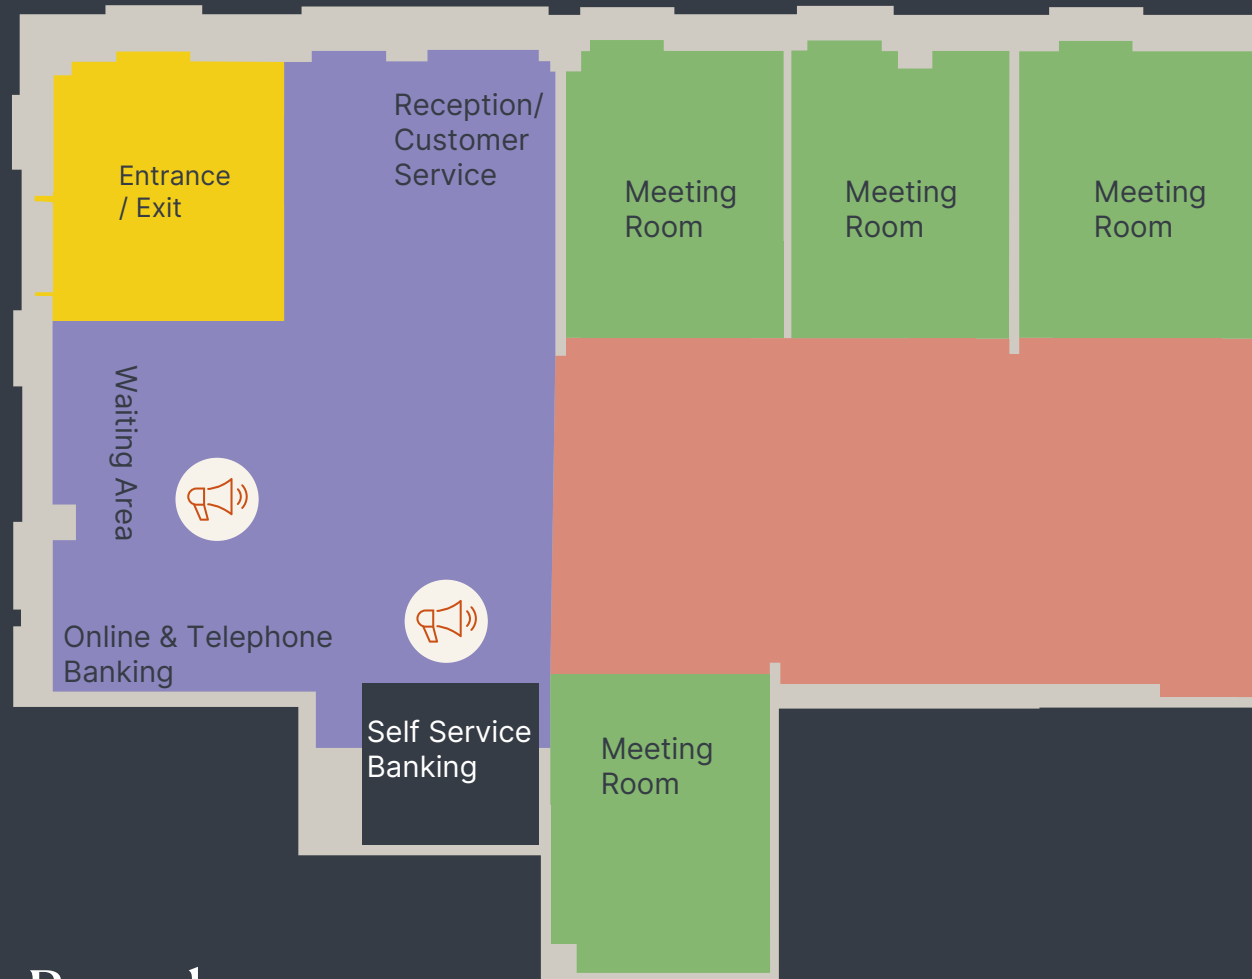 Reception/
Customer
Service
Entrance
/ Exit
Meeting
Room
Meeting
Room
Meeting
Room
Waiting Area
Online & Telephone
Banking
Self Service
Banking
Meeting
Room